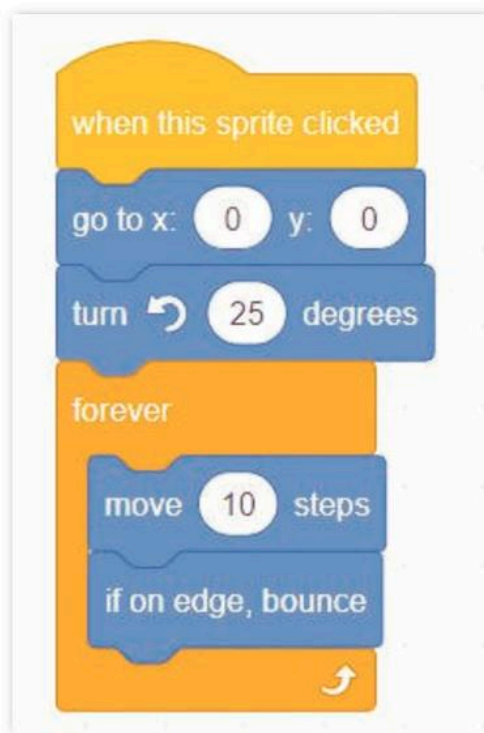 when this sprite clicked
go to x: 0 y: 0
turn 25 degrees
forever
move 10 steps
if on edge, bounce